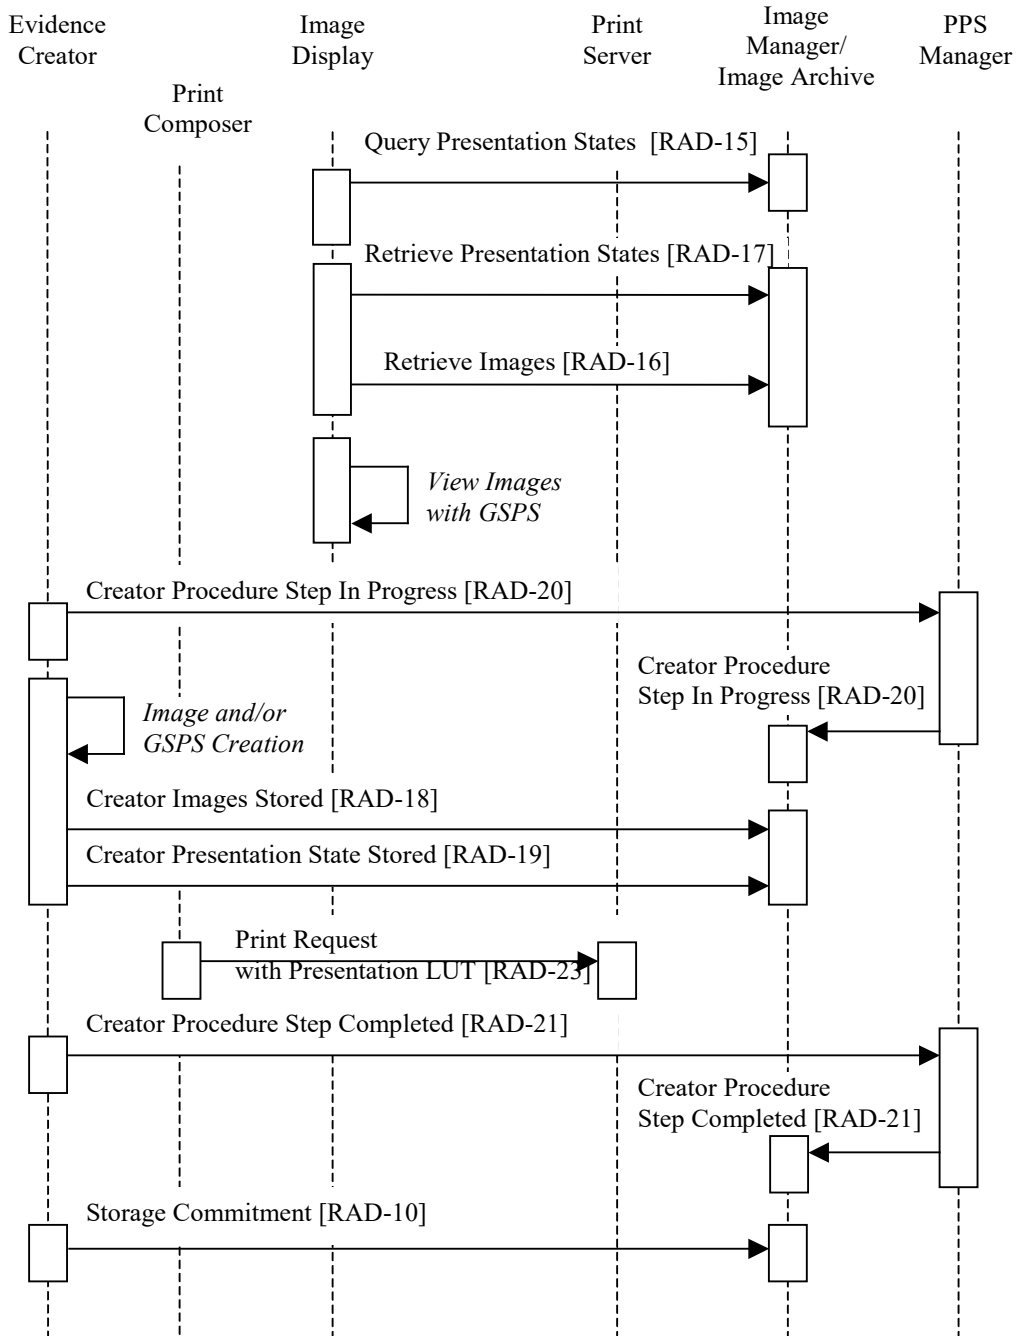 Evidence
Creator
Image
Display
Print
Server
Image
Manager/
Image Archive
PPS
Manager
Print
Composer
Query Presentation States [RAD-15]
Retrieve Presentation States [RAD-17]
Retrieve Images [RAD-16]
View Images
with GSPS
Creator Procedure Step In Progress [RAD-20]
Creator Procedure
Step In Progress [RAD-20]
Image and/or
GSPS Creation
Creator Images Stored [RAD-18]
Creator Presentation State Stored [RAD-19]
Print Request
with Presentation LUT [RAD-23]
Creator Procedure Step Completed [RAD-21]
Creator Procedure
Step Completed [RAD-21]
Storage Commitment [RAD-10]